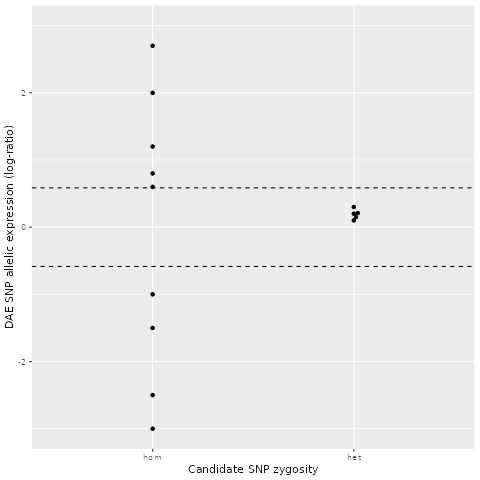 DAE SNP allelic expression (log-ratio)
2
0
-2
hom
het
Candidate SNP zygosity